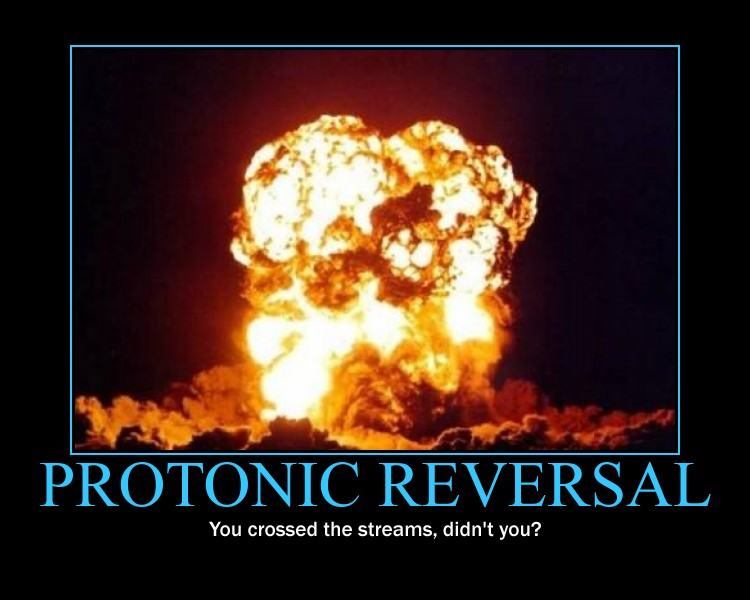 PROTONIC REVERSAL
You crossed the streams, didn't you?